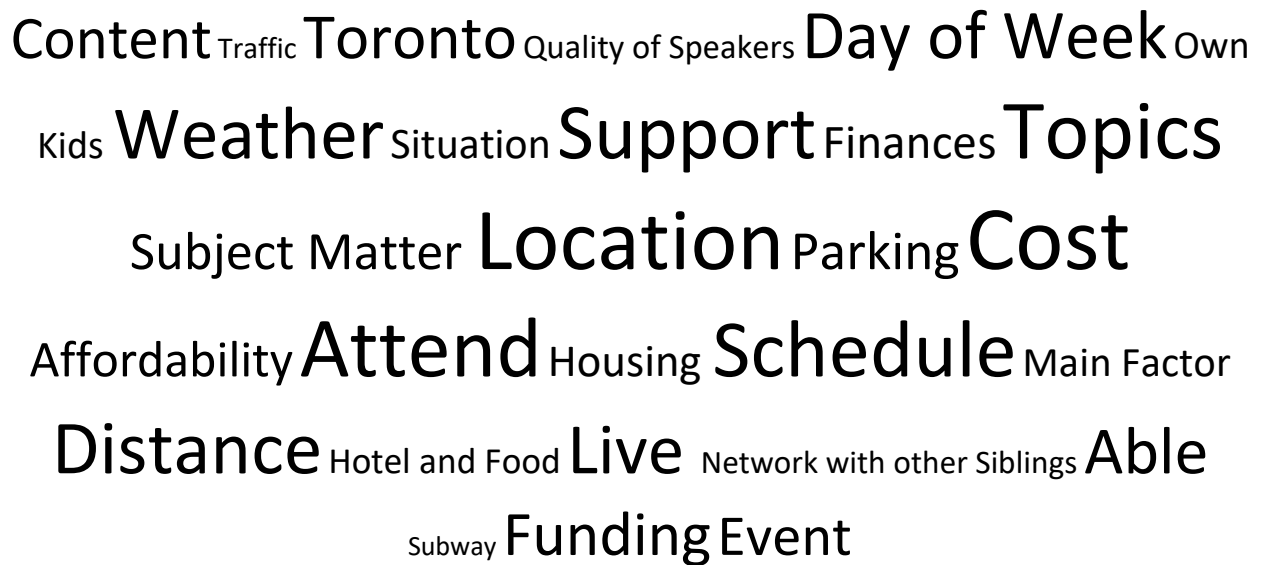 Content Traffic Toronto Quality of Speakers Day of Week Own
Kids Weather Situation Support Finances Topics
Subject Matter Location Parking Cost
Affordability Attend Housing Schedule Main Factor
Distance Hotel and Food Live Network with other Siblings Able
Subway Funding Event